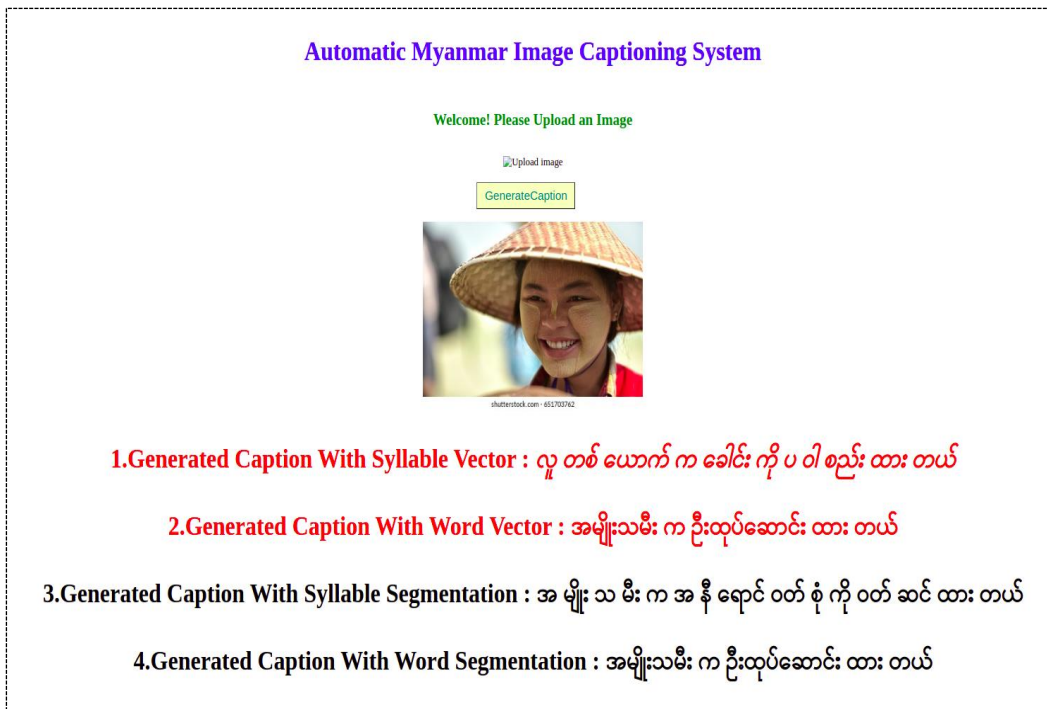 Automatic Myanmar Image Captioning System
Welcome! Please Upload an Image
Upload image
GenerateCaption
shutterstock.com · 651703762
1.Generated Caption With Syllable Vector : လူ တစ် ယောက် က ခေါင်း ကို ပ ဝါ စည်း ထား တယ်
2.Generated Caption With Word Vector : အမျိုးသမီး က ဦးထုပ်ဆောင်း ထား တယ်
3.Generated Caption With Syllable Segmentation : အ မျိုး သ မီး က အ နီ ရောင် ဝတ် စုံ ကို ဝတ် ဆင် ထား တယ်
4.Generated Caption With Word Segmentation : အမျိုးသမီး က ဦးထုပ်ဆောင်း ထား တယ်